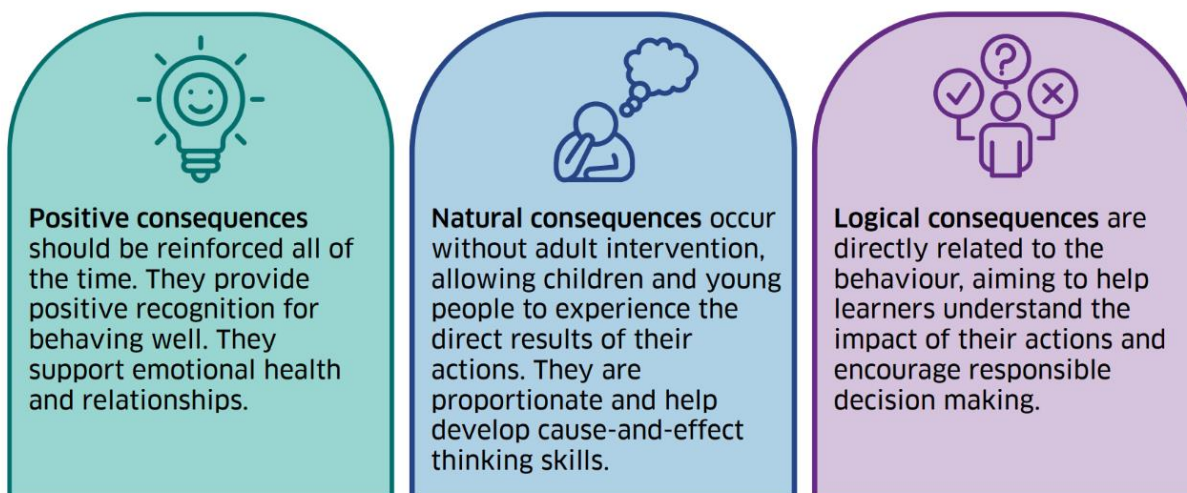 Positive consequences
should be reinforced all of
the time. They provide
positive recognition for
behaving well. They
support emotional health
and relationships.
Natural consequences occur
without adult intervention,
allowing children and young
people to experience the
direct results of their
actions. They are
proportionate and help
develop cause-and-effect
thinking skills.
Logical consequences are
directly related to the
behaviour, aiming to help
learners understand the
impact of their actions and
encourage responsible
decision making.